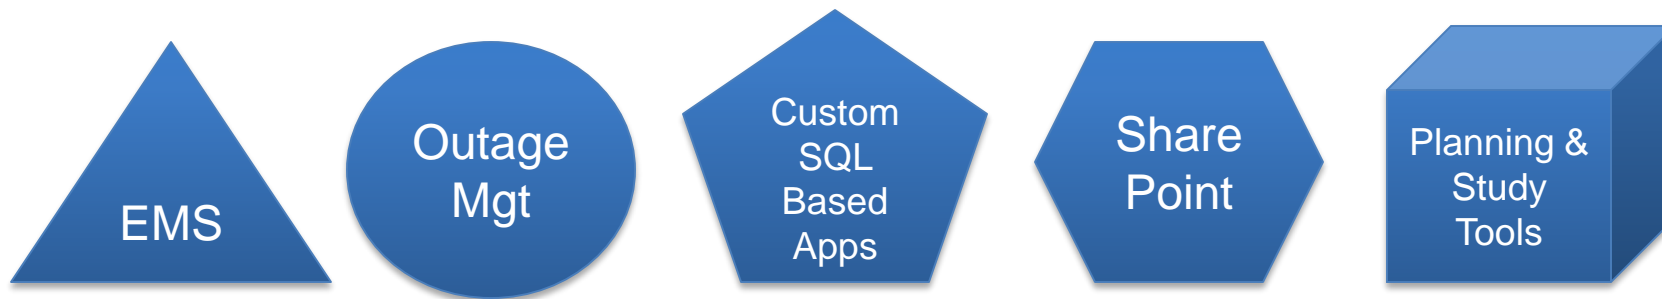 EMS
Outage
Mgt
Custom
SQL
Based
Apps
Share
Point
Planning &
Study
Tools